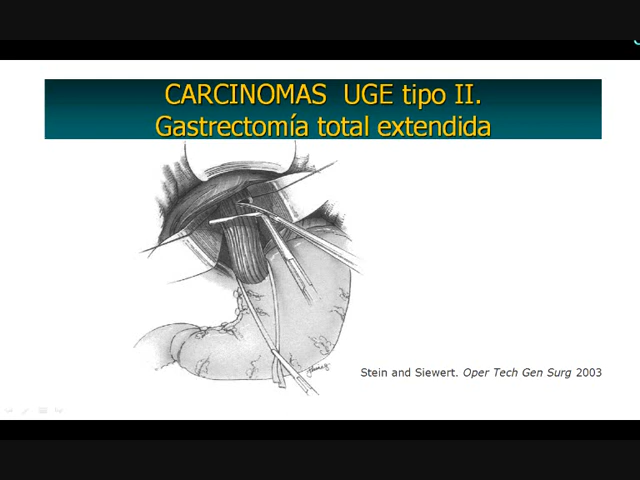 CARCINOMAS UGE tipo II.
Gastrectomía total extendida
Stein and Siewert. Oper Tech Gen Surg 2003